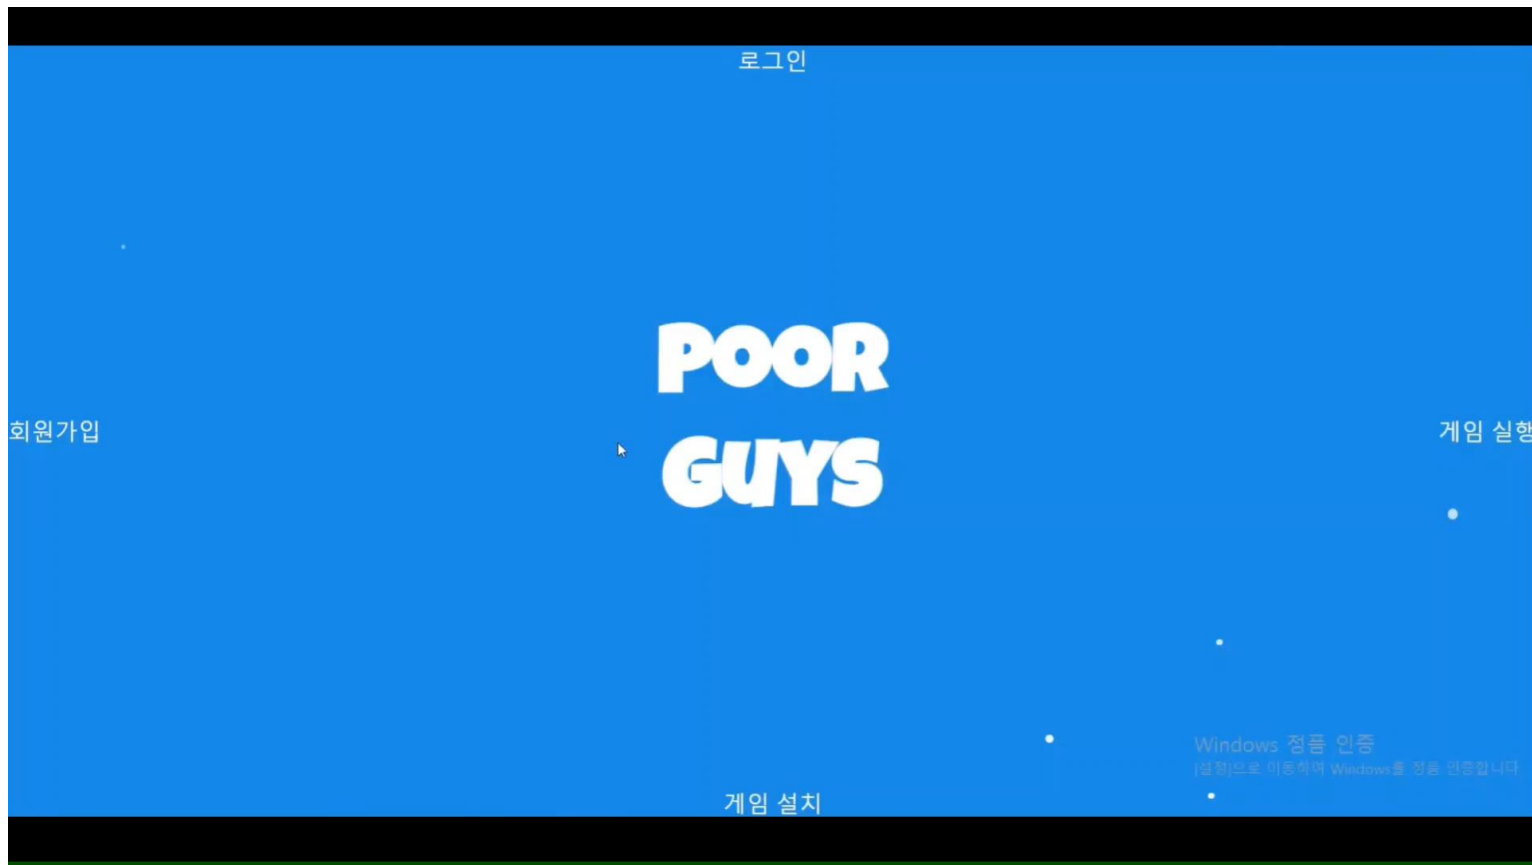 로그인
POOR
GUYS
회원가입
게임 실행
Windows 정품 인증
[설정]으로 이동하여 Windows를 정품 인증합니다
게임 설치